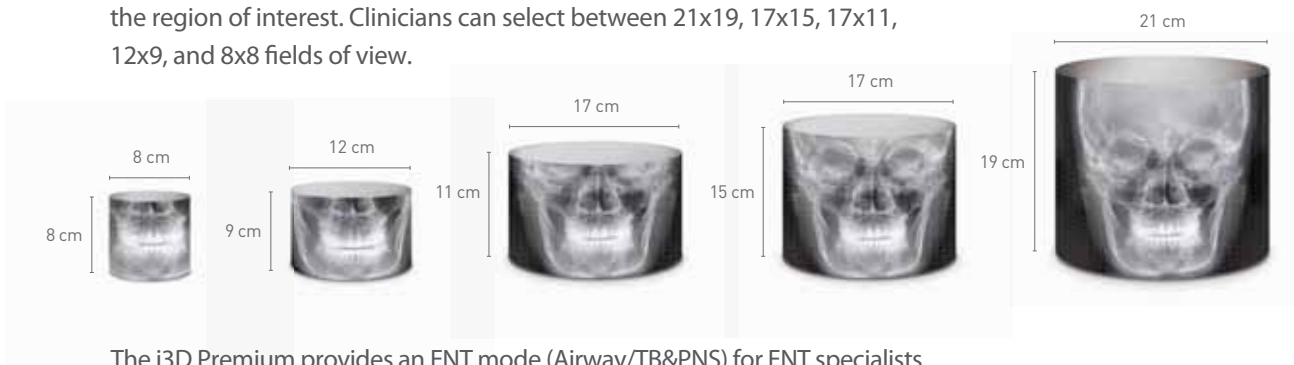 the region of interest. Clinicians can select between 21x19, 17x15, 17x11,
12x9, and 8x8 fields of view.
8 cm
8 cm
12 cm
9 cm
17 cm
11 cm
17 cm
15 cm
21 cm
19 cm
The i3D Premium provides an ENT mode (Airway/TB&PNS) for ENT specialists